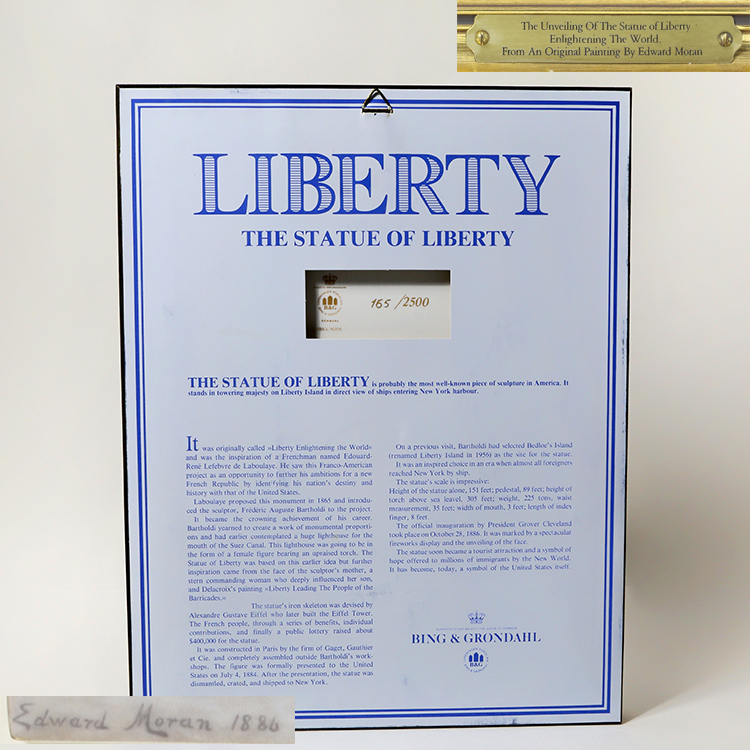 The Unveiling Of The Statue of Liberty
Enlightening The World,
From An Original Painting By Edward Moran
LIBERTY
THE STATUE OF LIBERTY
B&G
165/2500
THE STATUE OF LIBERTY is probably the most well-known piece of sculpture in America. It
stands in towering majesty on Liberty Island in direct view of ships entering New York harbour.
It was originally called »Liberty Enlightening the World«
and was the inspiration of a Frenchman named Edouard-
René Lefebvre de Laboulaye. He saw this Franco-American
project as an opportunity to further his ambitions for a new
French Republic by identifying his nation's destiny and
history with that of the United States.
Laboulaye proposed this monument in 1865 and introdu-
ced the sculptor, Frédéric Auguste Bartholdi to the project.
It became the crowning achievement of his career.
Bartholdi yearned to create a work of monumental proporti-
ons and had earlier contemplated a huge lighthouse for the
mouth of the Suez Canal. This lighthouse was going to be in
the form of a female figure bearing an upraised torch. The
Statue of Liberty was based on this earlier idea but further
inspiration came from the face of the sculptor's mother, a
stern commanding woman who deeply influenced her son,
and Delacroix's painting »Liberty Leading The People of the
Barricades.«
The statue's iron skeleton was devised by
Alexandre Gustave Eiffel who later built the Eiffel Tower.
The French people, through a series of benefits, individual
contributions, and finally a public lottery raised about
$400,000 for the statue.
It was constructed in Paris by the firm of Gaget, Gauthier
et Cie. and completely assembled outside Bartholdi's work-
shops. The figure was formally presented to the United
States on July 4, 1884. After the presentation, the statue was
dismantled, crated, and shipped to New York.
On a previous visit, Bartholdi had selected Bedloe's Island
(renamed Liberty Island in 1956) as the site for the statue.
It was an inspired choice in an era when almost all foreigners
reached New York by ship.
The statue's scale is impressive:
Height of the statue alone, 151 feet; pedestal, 89 feet; height of
torch above sea leavel, 305 feet; weight, 225 tons, waist
mearsurement, 35 feet; width of mouth, 3 feet; length of index
finger, 8 feet.
The official inauguration by President Grover Cleveland
took place on October 28, 1886. It was marked by a spectacular
fireworks display and the unveiling of the face.
The statue soon became a tourist attraction and a symbol of
hope offered to millions of immigrants by the New World.
It has become, today, a symbol of the United States itself.
BING & GRØNDAHL
B&G
Edward Moran 1886